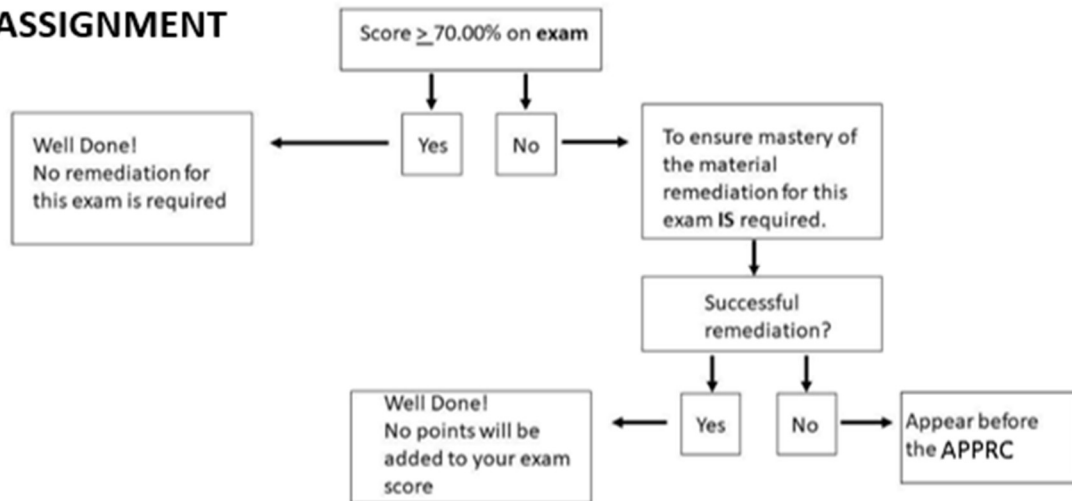 ASSIGNMENT
Score ≥ 70.00% on exam
Yes
No
Well Done!
No remediation for
this exam is required
To ensure mastery of
the material
remediation for this
exam IS required.
Successful
remediation?
Yes
No
Well Done!
No points will be
added to your exam
score
Appear before
the APPRC